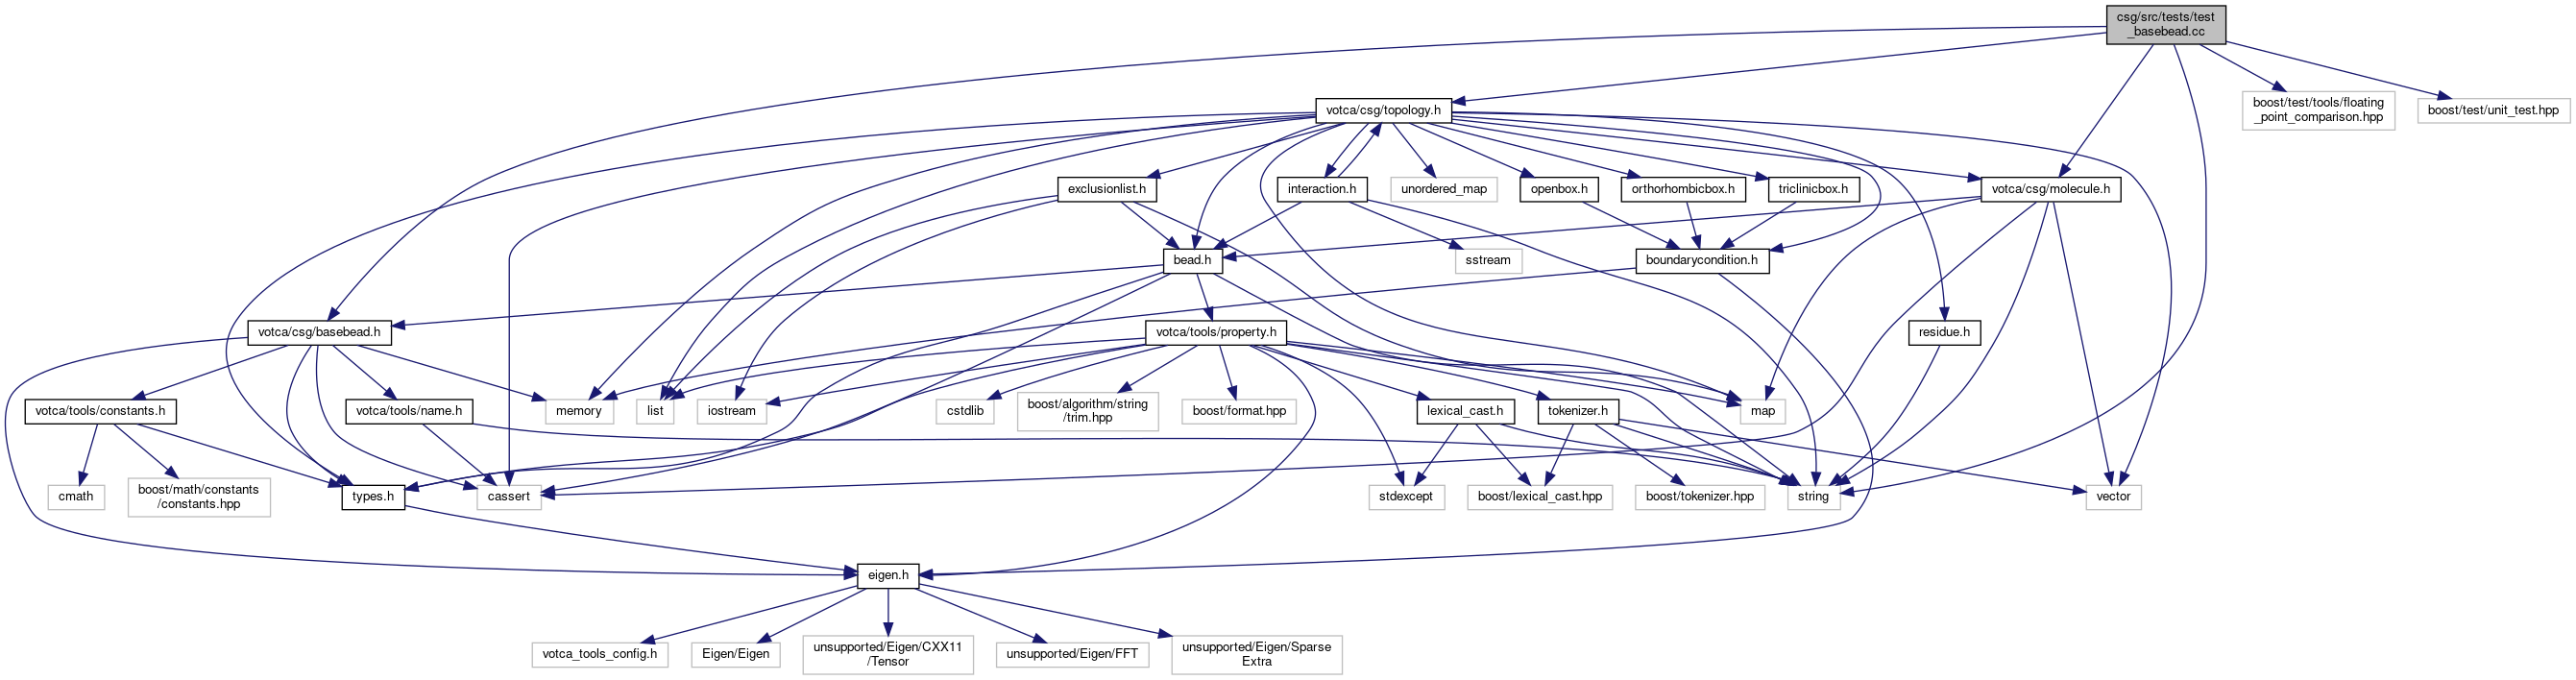 csg/src/tests/test
_basebead.cc
votca/csg/topology.h
boost/test/tools/floating
_point_comparison.hpp
boost/test/unit_test.hpp
exclusionlist.h
interaction.h
unordered_map
openbox.h
orthorhombicbox.h
triclinicbox.h
votca/csg/molecule.h
bead.h
sstream
boundarycondition.h
votca/csg/basebead.h
votca/tools/property.h
residue.h
votca/tools/constants.h
votca/tools/name.h
memory
list
iostream
cstdlib
boost/algorithm/string
/trim.hpp
boost/format.hpp
lexical_cast.h
tokenizer.h
map
cmath
boost/math/constants
/constants.hpp
types.h
cassert
stdexcept
boost/lexical_cast.hpp
boost/tokenizer.hpp
string
vector
eigen.h
votca_tools_config.h
Eigen/Eigen
unsupported/Eigen/CXX11
/Tensor
unsupported/Eigen/FFT
unsupported/Eigen/Sparse
Extra